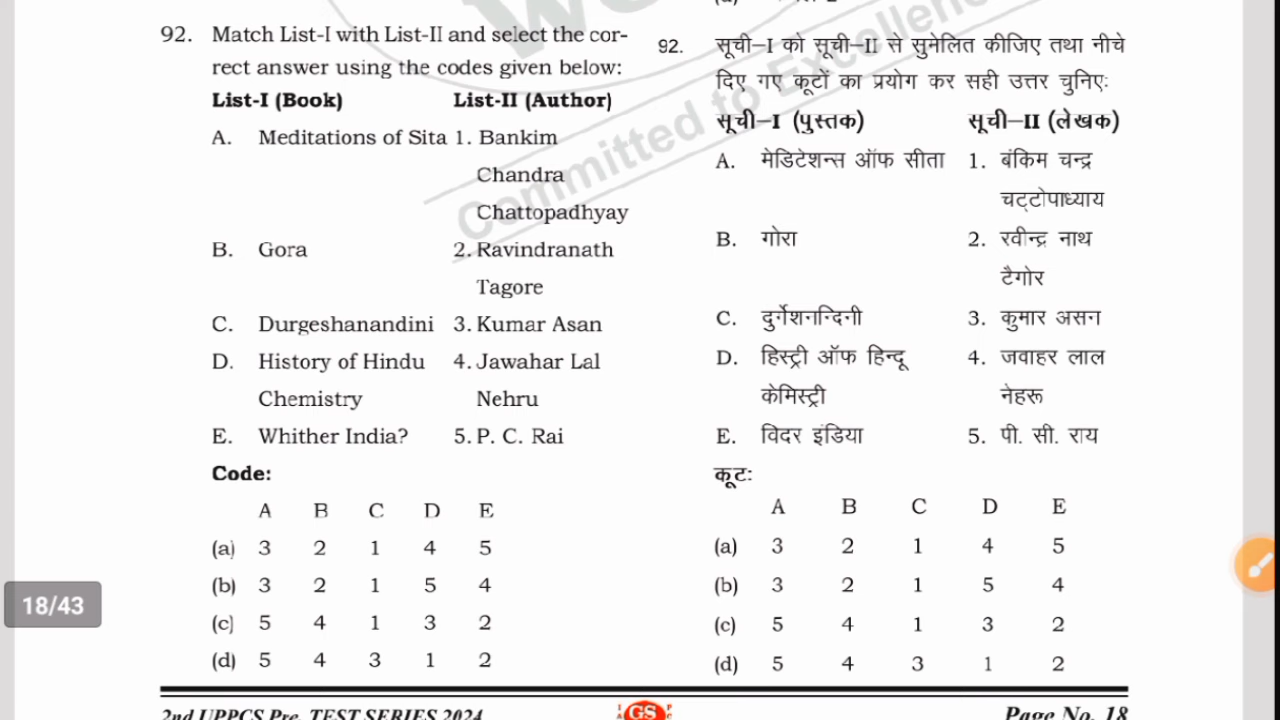 92. Match List-I with List-II and select the cor-
rect answer using the codes given below:
List-I (Book) List-II (Author)
A. Meditations of Sita 1. Bankim
Chandra
Chattopadhyay
B. Gora 2. Ravindranath
Tagore
C. Durgeshanandini 3. Kumar Asan
D. History of Hindu 4. Jawahar Lal
Chemistry Nehru
E. Whither India? 5. P. C. Rai
Code:
A B C D E
(a) 3 2 1 4 5
(b) 3 2 1 5 4
(c) 5 4 1 3 2
(d) 5 4 3 1 2
92. सूची–I को सूची–II से सुमेलित कीजिए तथा नीचे
दिए गए कूटों का प्रयोग कर सही उत्तर चुनिएः
सूची–I (पुस्तक) सूची–II (लेखक)
A. मेडिटेशन्स ऑफ सीता 1. बंकिम चन्द्र
चट्टोपाध्याय
B. गोरा 2. रवीन्द्र नाथ
टैगोर
C. दुर्गेशनन्दिनी 3. कुमार असन
D. हिस्ट्री ऑफ हिन्दू 4. जवाहर लाल
केमिस्ट्री नेहरू
E. विदर इंडिया 5. पी. सी. राय
कूटः
A B C D E
(a) 3 2 1 4 5
(b) 3 2 1 5 4
(c) 5 4 1 3 2
(d) 5 4 3 1 2
Committed to Excellence
18/43
2nd UPPCS Pre. TEST SERIES 2024
GS
Page No. 18